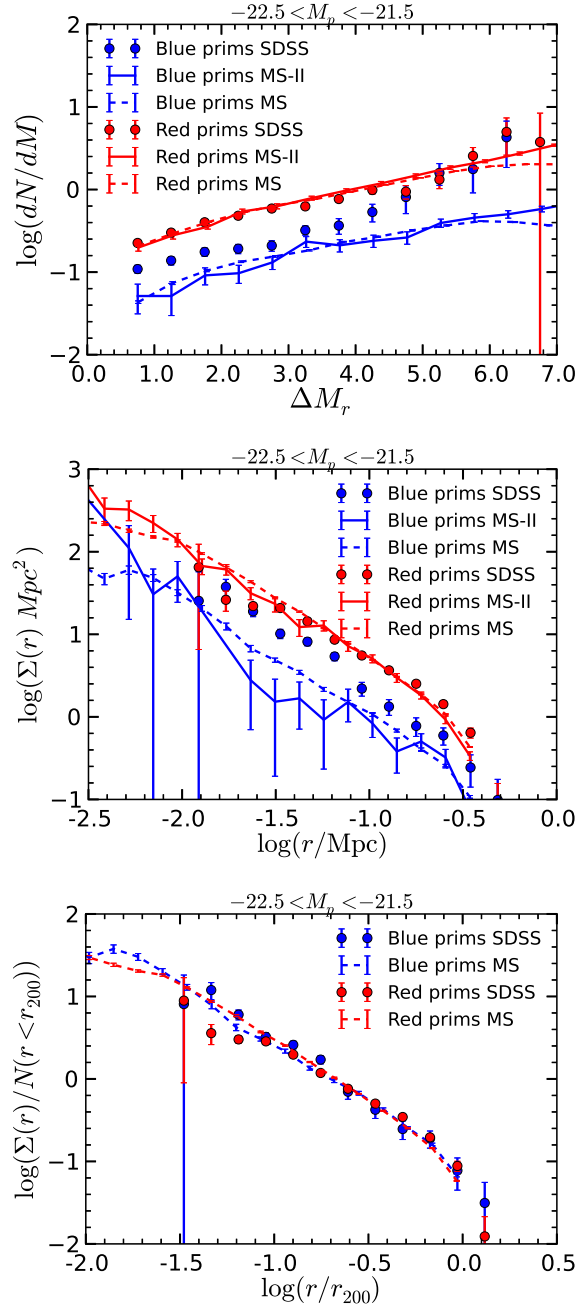 −22.5 < M_p < −21.5
Blue prims SDSS
Blue prims MS-II
Blue prims MS
Red prims SDSS
Red prims MS-II
Red prims MS
log(dN/dM)
2
1
0
−1
−2
0.0 1.0 2.0 3.0 4.0 5.0 6.0 7.0
ΔM_r
−22.5 < M_p < −21.5
Blue prims SDSS
Blue prims MS-II
Blue prims MS
Red prims SDSS
Red prims MS-II
Red prims MS
log(Σ(r) Mpc²)
3
2
1
0
−1
-2.5 -2.0 -1.5 -1.0 -0.5 0.0
log(r/Mpc)
−22.5 < M_p < −21.5
Blue prims SDSS
Blue prims MS
Red prims SDSS
Red prims MS
log(Σ(r)/N(r < r₂₀₀))
2
1
0
−1
−2
-2.0 -1.5 -1.0 -0.5 0.0 0.5
log(r/r₂₀₀)